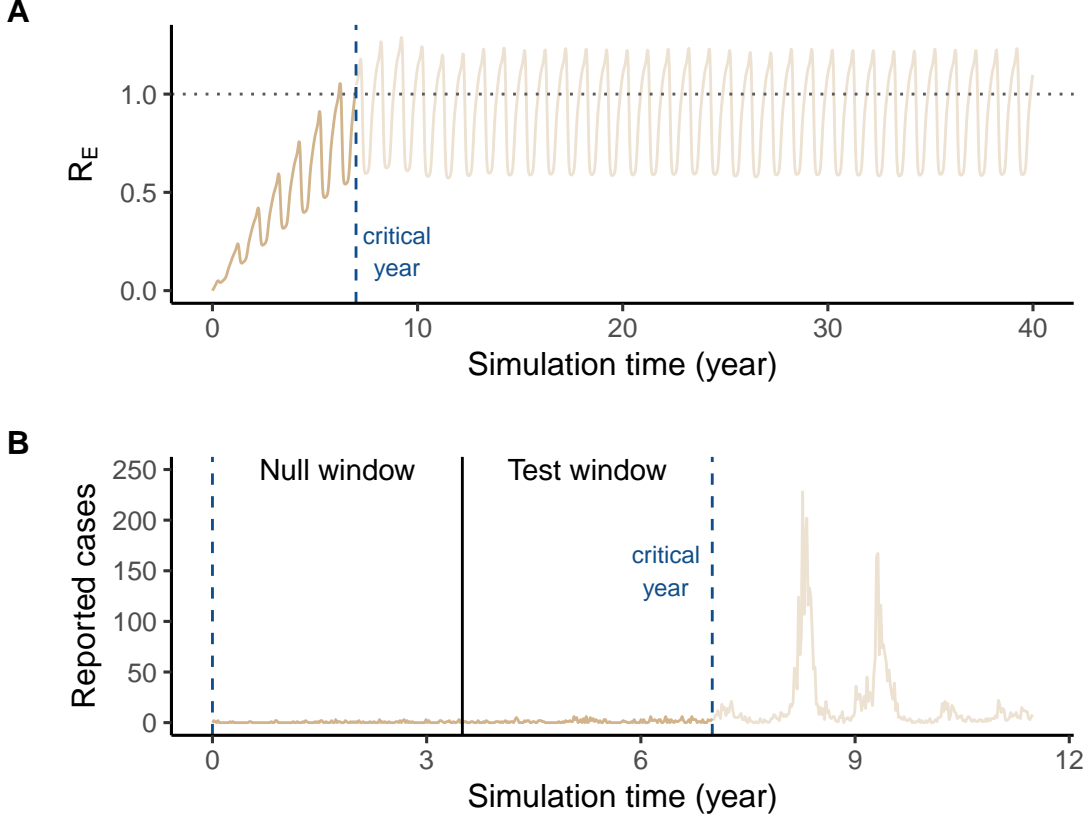 A
R_E
1.0
0.5
0.0
critical
year
0
10
20
30
40
Simulation time (year)
B
Null window
Test window
Reported cases
250
200
150
100
50
0
critical
year
0
3
6
9
12
Simulation time (year)